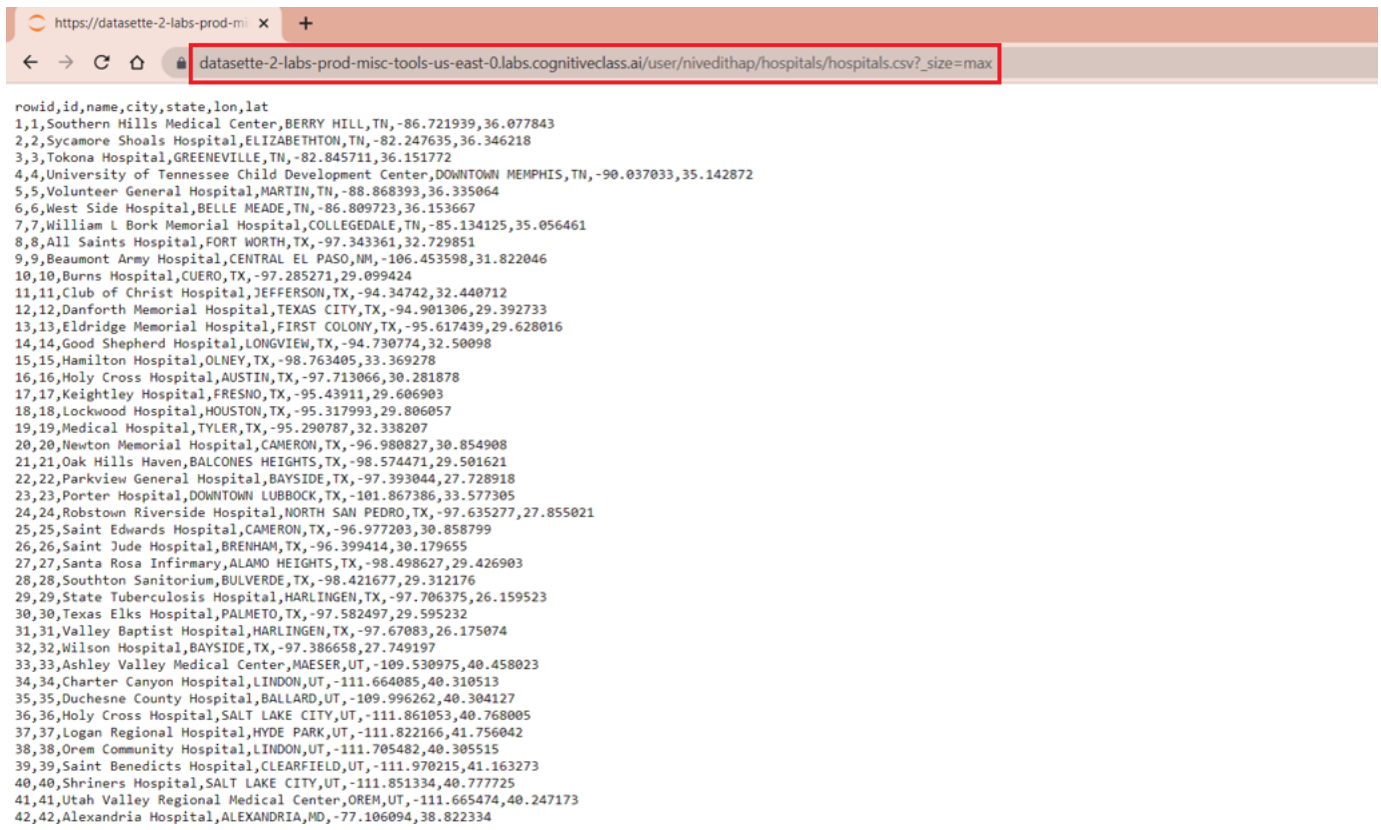 https://datasette-2-labs-prod-mi
datasette-2-labs-prod-misc-tools-us-east-0.labs.cognitiveclass.ai/user/nivedithap/hospitals/hospitals.csv?_size=max
rowid,id,name,city,state,lon,lat
1,1,Southern Hills Medical Center,BERRY HILL,TN,-86.721939,36.077843
2,2,Sycamore Shoals Hospital,ELIZABETHTON,TN,-82.247635,36.346218
3,3,Tokona Hospital,GREENEVILLE,TN,-82.845711,36.151772
4,4,University of Tennessee Child Development Center,DOWNTOWN MEMPHIS,TN,-90.037033,35.142872
5,5,Volunteer General Hospital,MARTIN,TN,-88.868393,36.335064
6,6,West Side Hospital,BELLE MEADE,TN,-86.809723,36.153667
7,7,William L Bork Memorial Hospital,COLLEGEDALE,TN,-85.134125,35.056461
8,8,All Saints Hospital,FORT WORTH,TX,-97.343361,32.729851
9,9,Beaumont Army Hospital,CENTRAL EL PASO,NM,-106.453598,31.822046
10,10,Burns Hospital,CUERO,TX,-97.285271,29.099424
11,11,Club of Christ Hospital,JEFFERSON,TX,-94.34742,32.440712
12,12,Danforth Memorial Hospital,TEXAS CITY,TX,-94.901306,29.392733
13,13,Eldridge Memorial Hospital,FIRST COLONY,TX,-95.617439,29.628016
14,14,Good Shepherd Hospital,LONGVIEW,TX,-94.730774,32.50098
15,15,Hamilton Hospital,OLNEY,TX,-98.763405,33.369278
16,16,Holy Cross Hospital,AUSTIN,TX,-97.713066,30.281878
17,17,Keightley Hospital,FRESNO,TX,-95.43911,29.606903
18,18,Lockwood Hospital,HOUSTON,TX,-95.317993,29.806057
19,19,Medical Hospital,TYLER,TX,-95.290787,32.338207
20,20,Newton Memorial Hospital,CAMERON,TX,-96.980827,30.854908
21,21,Oak Hills Haven,BALCONES HEIGHTS,TX,-98.574471,29.501621
22,22,Parkview General Hospital,BAYSIDE,TX,-97.393044,27.728918
23,23,Porter Hospital,DOWNTOWN LUBBOCK,TX,-101.867386,33.577305
24,24,Robstown Riverside Hospital,NORTH SAN PEDRO,TX,-97.635277,27.855021
25,25,Saint Edwards Hospital,CAMERON,TX,-96.977203,30.858799
26,26,Saint Jude Hospital,BRENHAM,TX,-96.399414,30.179655
27,27,Santa Rosa Infirmary,ALAMO HEIGHTS,TX,-98.498627,29.426903
28,28,Southton Sanitorium,BULVERDE,TX,-98.421677,29.312176
29,29,State Tuberculosis Hospital,HARLINGEN,TX,-97.706375,26.159523
30,30,Texas Elks Hospital,PALMETO,TX,-97.582497,29.595232
31,31,Valley Baptist Hospital,HARLINGEN,TX,-97.67083,26.175074
32,32,Wilson Hospital,BAYSIDE,TX,-97.386658,27.749197
33,33,Ashley Valley Medical Center,MAESER,UT,-109.530975,40.458023
34,34,Charter Canyon Hospital,LINDON,UT,-111.664085,40.310513
35,35,Duchesne County Hospital,BALLARD,UT,-109.996262,40.304127
36,36,Holy Cross Hospital,SALT LAKE CITY,UT,-111.861053,40.768005
37,37,Logan Regional Hospital,HYDE PARK,UT,-111.822166,41.756042
38,38,Orem Community Hospital,LINDON,UT,-111.705482,40.305515
39,39,Saint Benedicts Hospital,CLEARFIELD,UT,-111.970215,41.163273
40,40,Shriners Hospital,SALT LAKE CITY,UT,-111.851334,40.777725
41,41,Utah Valley Regional Medical Center,OREM,UT,-111.665474,40.247173
42,42,Alexandria Hospital,ALEXANDRIA,MD,-77.106094,38.822334